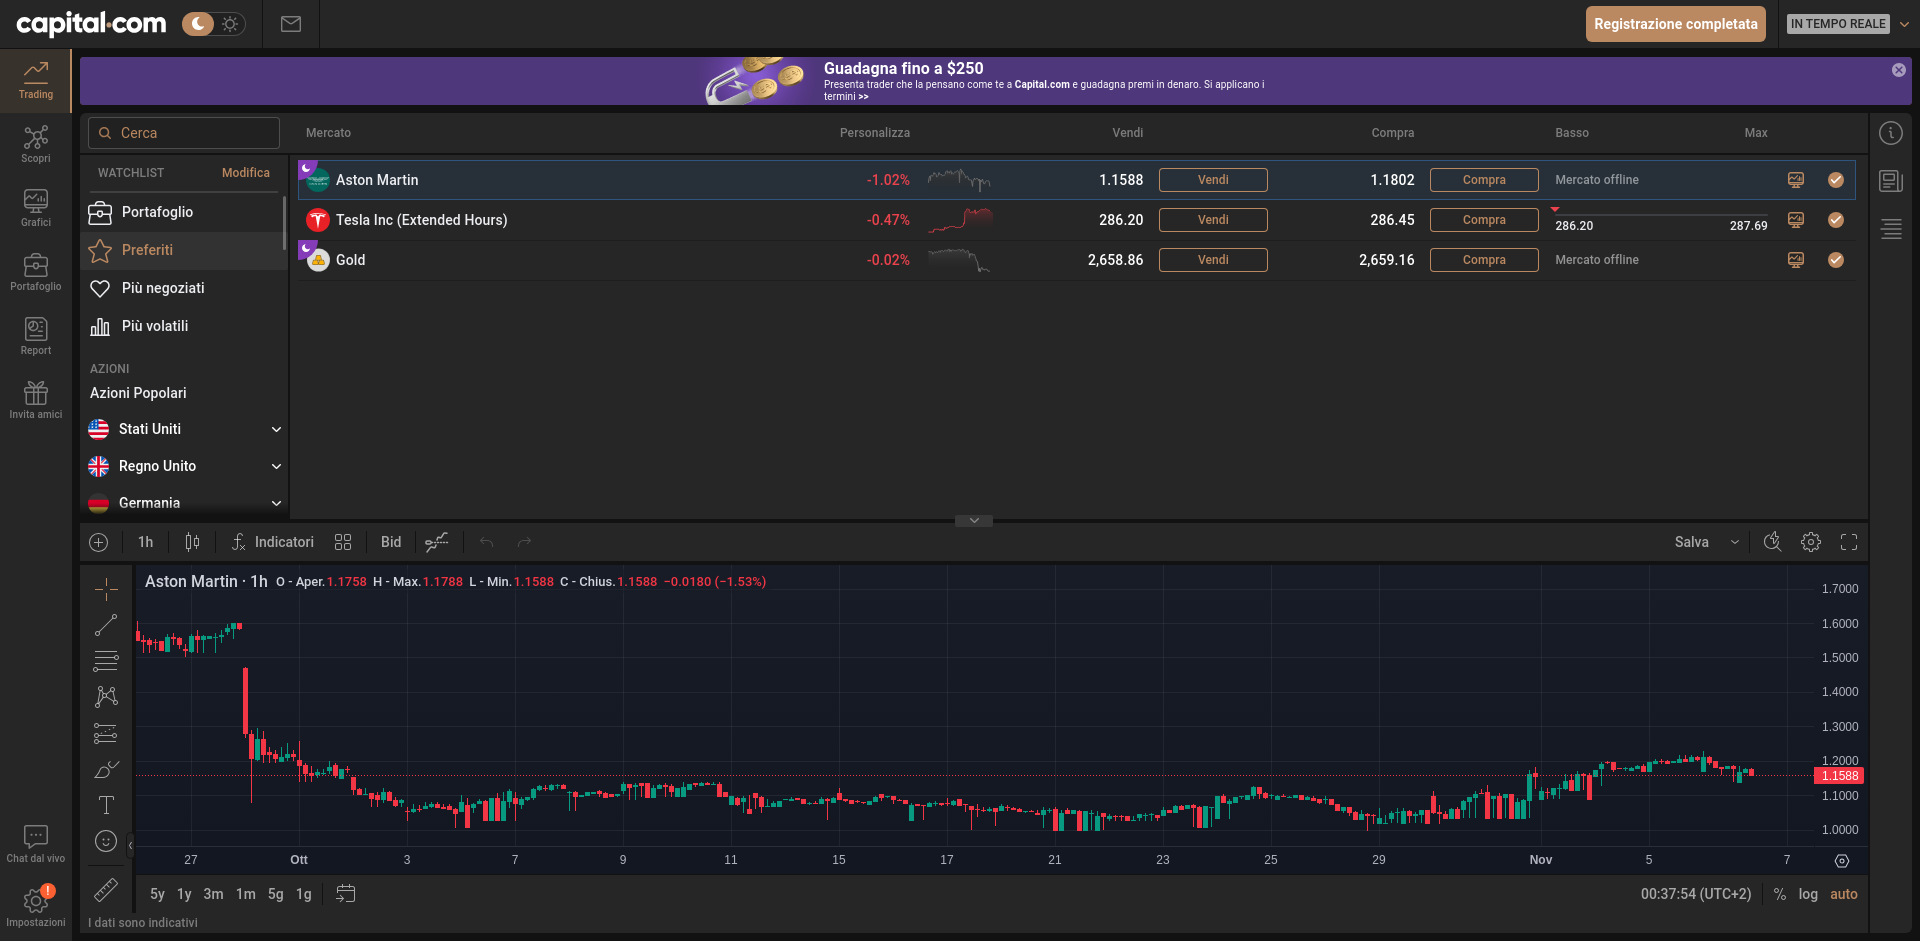 capital.com
Registrazione completata
IN TEMPO REALE
Trading
Scopri
Grafici
Portafoglio
Report
Invita amici
Chat dal vivo
!
Impostazioni
Guadagna fino a $250
Presenta trader che la pensano come te a Capital.com e guadagna premi in denaro. Si applicano i
termini >>
Cerca
Mercato Personalizza Vendi Compra Basso Max
WATCHLIST Modifica
Portafoglio
Preferiti
Più negoziati
Più volatili
AZIONI
Azioni Popolari
Stati Uniti
Regno Unito
Germania
Aston Martin -1.02% 1.1588 Vendi 1.1802 Compra Mercato offline
Tesla Inc (Extended Hours) -0.47% 286.20 Vendi 286.45 Compra 286.20 287.69
Gold -0.02% 2,658.86 Vendi 2,659.16 Compra Mercato offline
1h Indicatori Bid Salva
Aston Martin · 1h O - Aper.1.1758 H - Max.1.1788 L - Min.1.1588 C - Chius.1.1588 −0.0180 (−1.53%)
1.7000
1.6000
1.5000
1.4000
1.3000
1.2000
1.1588
1.1000
1.0000
27 Ott 3 5 7 9 11 15 17 21 23 25 29 Nov 5 7
5y 1y 3m 1m 5g 1g 00:37:54 (UTC+2) % log auto
I dati sono indicativi